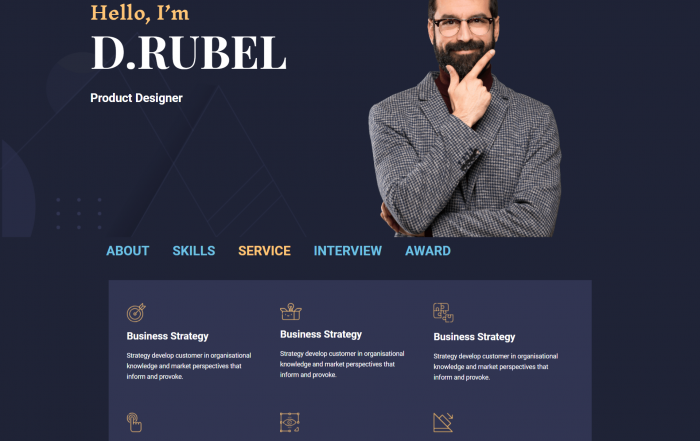 Hello, I'm
D.RUBEL
Product Designer
ABOUT SKILLS SERVICE INTERVIEW AWARD
Business Strategy
Strategy develop customer in organisational
knowledge and market perspectives that
inform and provoke.
Business Strategy
Strategy develop customer in organisational
knowledge and market perspectives that
inform and provoke.
Business Strategy
Strategy develop customer in organisational
knowledge and market perspectives that
inform and provoke.